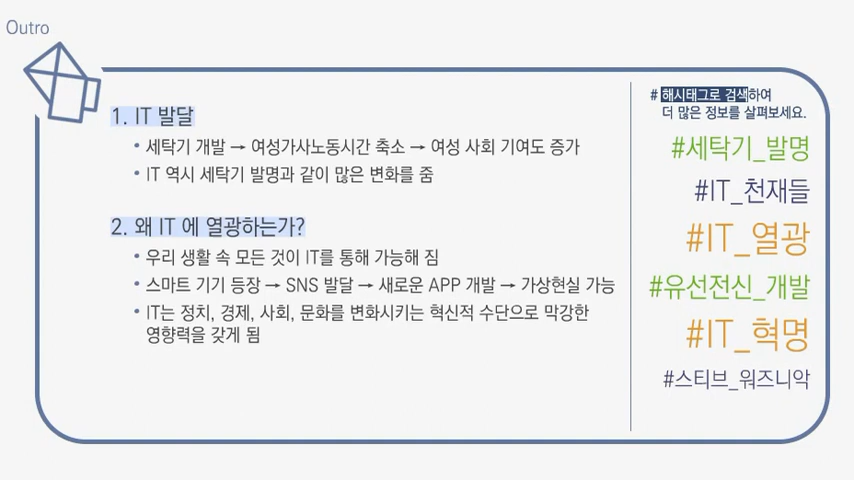 Outro
1. IT 발달
• 세탁기 개발 → 여성가사노동시간 축소 → 여성 사회 기여도 증가
• IT 역시 세탁기 발명과 같이 많은 변화를 줌
2. 왜 IT 에 열광하는가?
• 우리 생활 속 모든 것이 IT를 통해 가능해 짐
• 스마트 기기 등장 → SNS 발달 → 새로운 APP 개발 → 가상현실 가능
• IT는 정치, 경제, 사회, 문화를 변화시키는 혁신적 수단으로 막강한
영향력을 갖게 됨
# 해시태그로 검색하여
더 많은 정보를 살펴보세요.
#세탁기_발명
#IT_천재들
#IT_열광
#유선전신_개발
#IT_혁명
#스티브_워즈니악